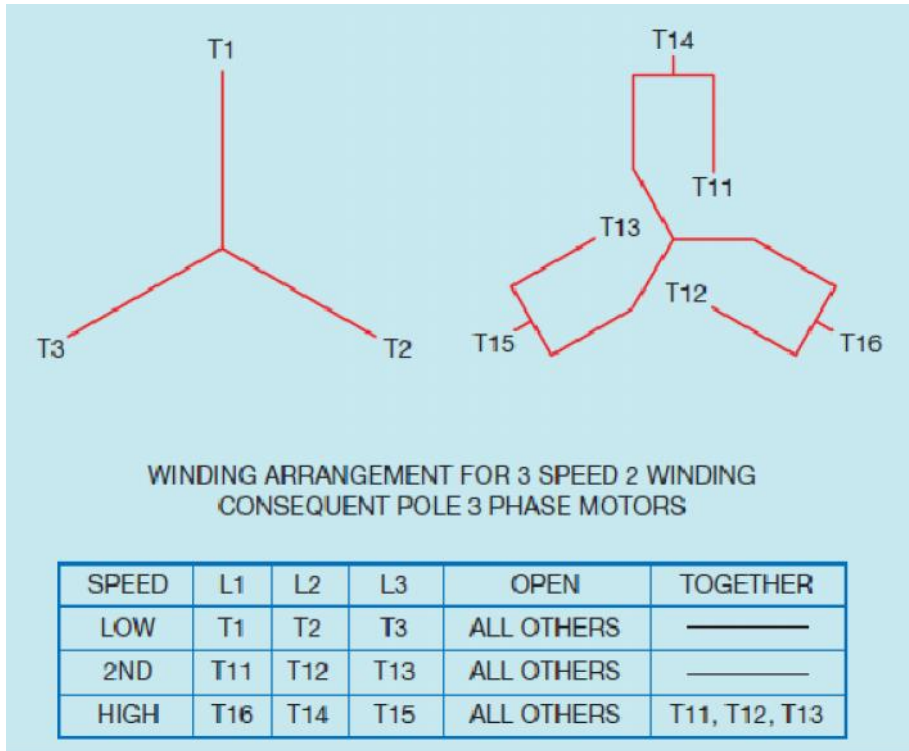 T1
T14
T11
T13
T12
T3
T2
T15
T16
WINDING ARRANGEMENT FOR 3 SPEED 2 WINDING
CONSEQUENT POLE 3 PHASE MOTORS
SPEED L1 L2 L3 OPEN TOGETHER
LOW T1 T2 T3 ALL OTHERS
2ND T11 T12 T13 ALL OTHERS
HIGH T16 T14 T15 ALL OTHERS T11, T12, T13